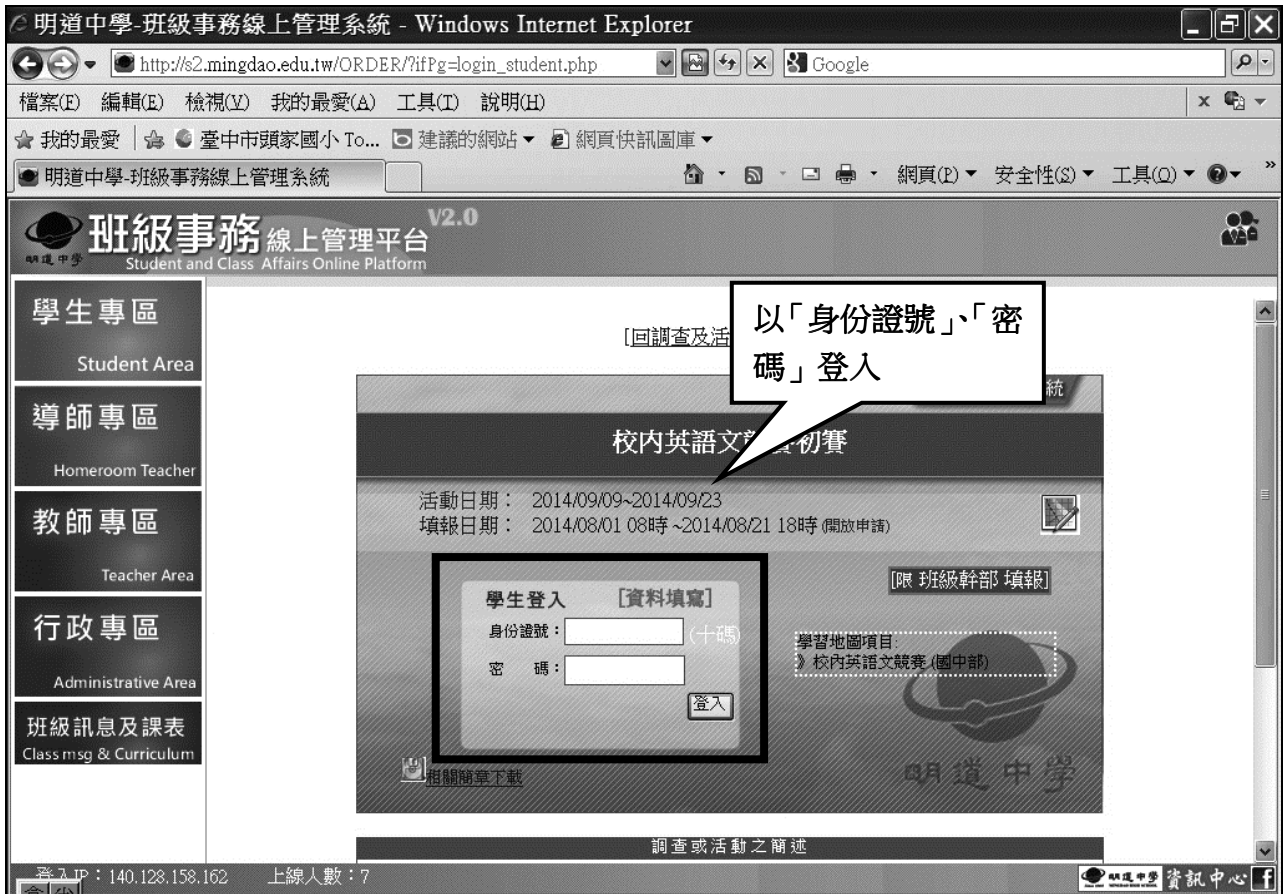 明道中學-班級事務線上管理系統 - Windows Internet Explorer
http://s2.mingdao.edu.tw/ORDER/?ifPg=login_student.php
Google
檔案(F) 編輯(E) 檢視(V) 我的最愛(A) 工具(T) 說明(H)
我的最愛 臺中市頭家國小 To... 建議的網站 網頁快訊圖庫
明道中學-班級事務線上管理系統
網頁(P) 安全性(S) 工具(O)
明道中學 班級事務 線上管理平台 V2.0
Student and Class Affairs Online Platform
學生專區
Student Area
導師專區
Homeroom Teacher
教師專區
Teacher Area
行政專區
Administrative Area
班級訊息及課表
Class msg & Curriculum
[回調查及活
以「身份證號」、「密
碼」登入
統
校內英語文
初賽
活動日期： 2014/09/09~2014/09/23
填報日期： 2014/08/01 08時 ~2014/08/21 18時 (開放申請)
[限 班級幹部 填報]
學生登入 [資料填寫]
身份證號： (十碼)
密 碼：
登入
學習地圖項目:
》校內英語文競賽 (國中部)
相關簡章下載
明道中學
調查或活動之簡述
登入IP：140.128.158.162 上線人數：7
明道中學 資訊中心